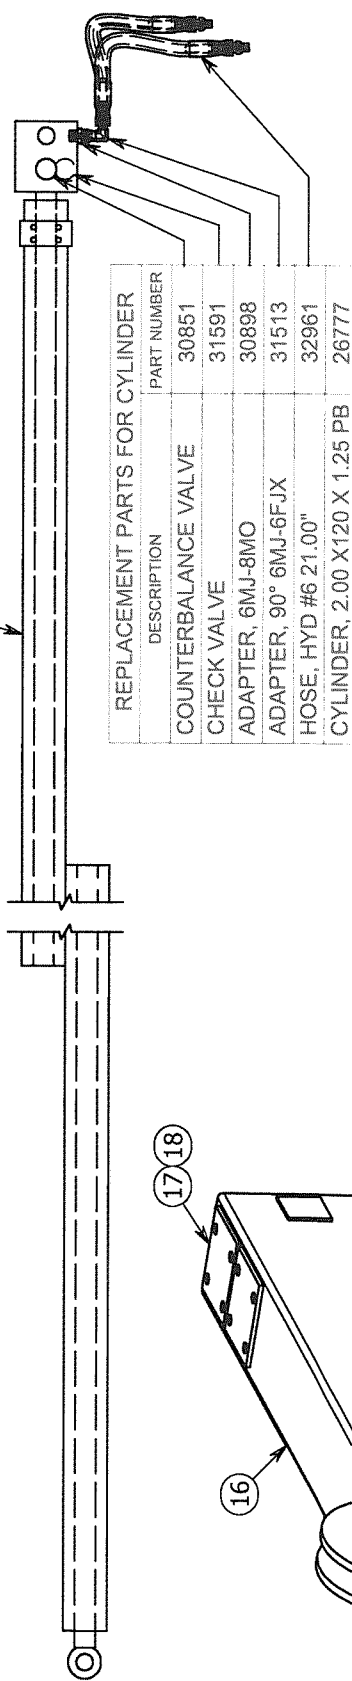 REPLACEMENT PARTS FOR CYLINDER
DESCRIPTION PART NUMBER
COUNTERBALANCE VALVE 30851
CHECK VALVE 31591
ADAPTER, 6MJ-8MO 30898
ADAPTER, 90° 6MJ-6FJX 31513
HOSE, HYD #6 21.00" 32961
CYLINDER, 2.00 X120 X 1.25 PB 26777
17 18
16